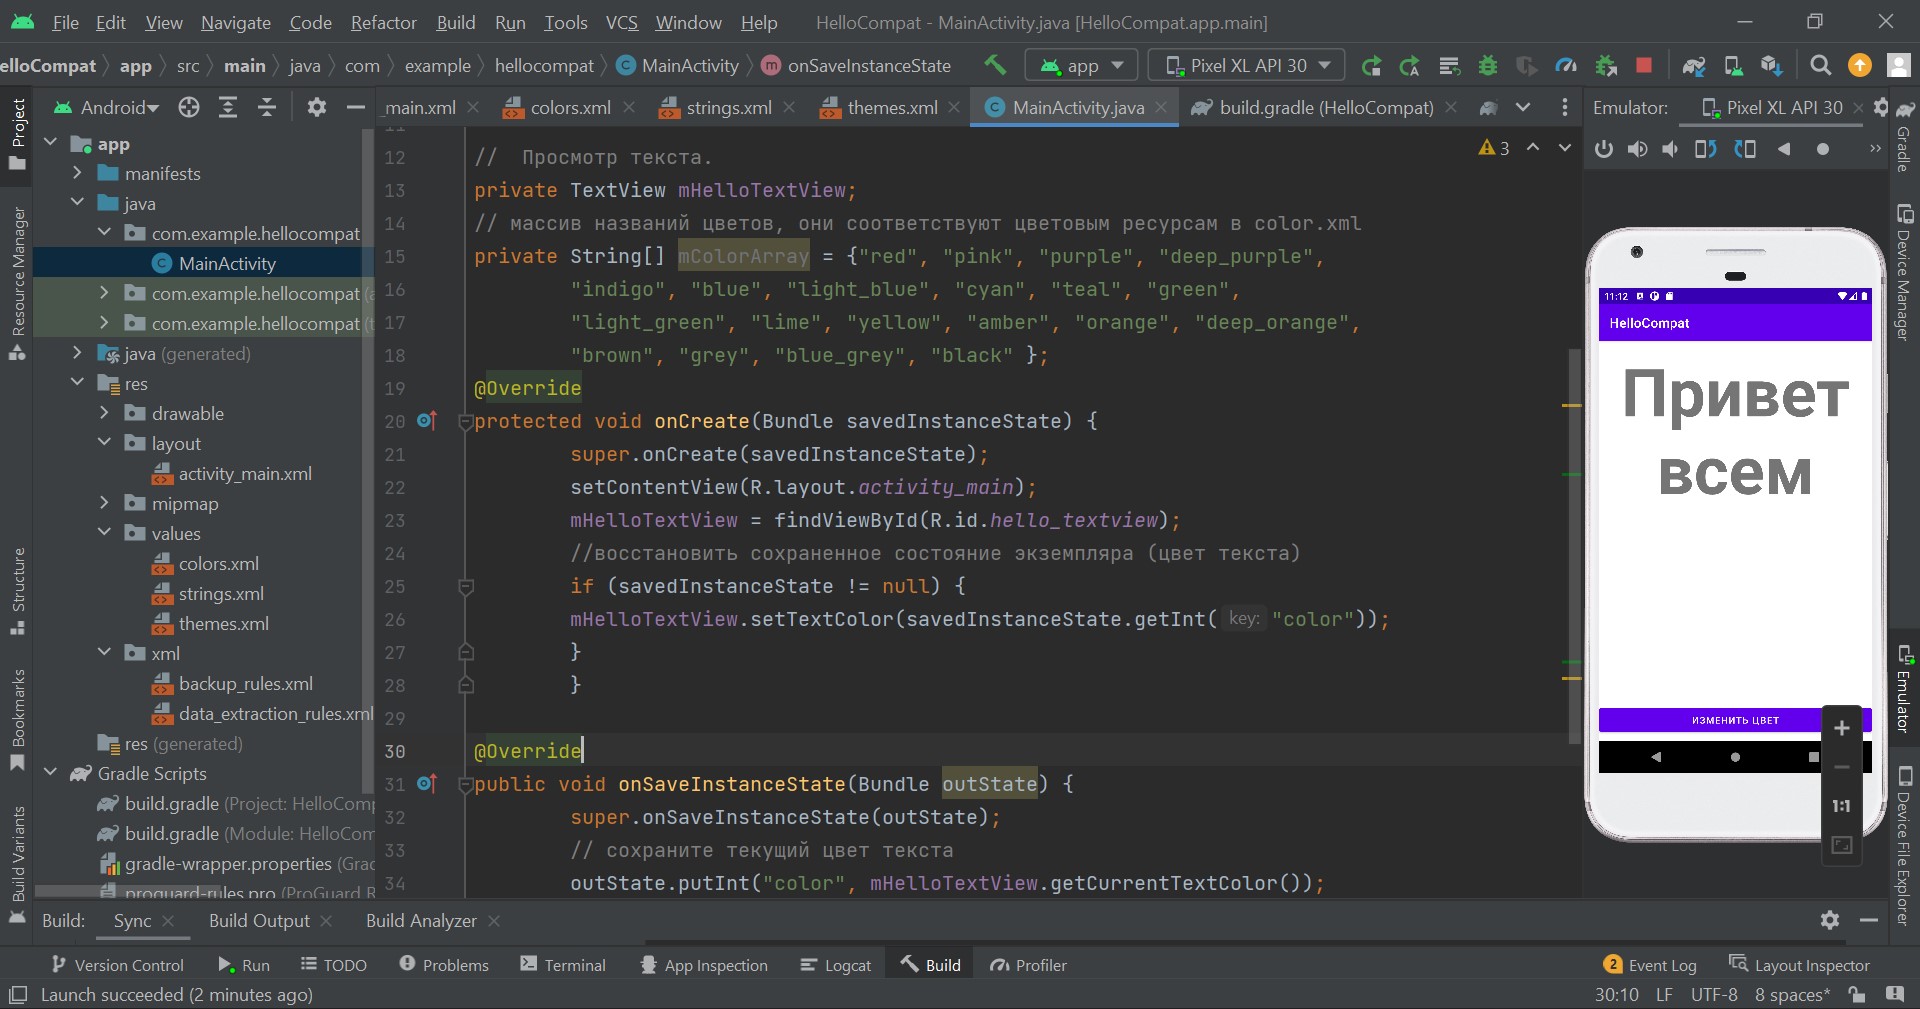 File Edit View Navigate Code Refactor Build Run Tools VCS Window Help HelloCompat - MainActivity.java [HelloCompat.app.main]
elloCompat app src main java com example hellocompat MainActivity onSaveInstanceState app Pixel XL API 30
Android
_main.xml colors.xml strings.xml themes.xml MainActivity.java build.gradle (HelloCompat)
Emulator: Pixel XL API 30
Project
Resource Manager
Structure
Bookmarks
Build Variants
app
manifests
java
com.example.hellocompat
MainActivity
com.example.hellocompat (a
com.example.hellocompat (t
java (generated)
res
drawable
layout
activity_main.xml
mipmap
values
colors.xml
strings.xml
themes.xml
xml
backup_rules.xml
data_extraction_rules.xml
res (generated)
Gradle Scripts
build.gradle (Project: HelloComp
build.gradle (Module: HelloCom
gradle-wrapper.properties (Grad
proguard-rules.pro (ProGuard R
11
12 // Просмотр текста.
13 private TextView mHelloTextView;
14 // массив названий цветов, они соответствуют цветовым ресурсам в color.xml
15 private String[] mColorArray = {"red", "pink", "purple", "deep_purple",
16 "indigo", "blue", "light_blue", "cyan", "teal", "green",
17 "light_green", "lime", "yellow", "amber", "orange", "deep_orange",
18 "brown", "grey", "blue_grey", "black" };
19 @Override
20 protected void onCreate(Bundle savedInstanceState) {
21 super.onCreate(savedInstanceState);
22 setContentView(R.layout.activity_main);
23 mHelloTextView = findViewById(R.id.hello_textview);
24 //восстановить сохраненное состояние экземпляра (цвет текста)
25 if (savedInstanceState != null) {
26 mHelloTextView.setTextColor(savedInstanceState.getInt( key: "color"));
27 }
28 }
29
30 @Override
31 public void onSaveInstanceState(Bundle outState) {
32 super.onSaveInstanceState(outState);
33 // сохраните текущий цвет текста
34 outState.putInt("color", mHelloTextView.getCurrentTextColor());
3
11:12
HelloCompat
Привет
всем
ИЗМЕНИТЬ ЦВЕТ
1:1
Gradle
Device Manager
Emulator
Device File Explorer
Build: Sync Build Output Build Analyzer
Version Control Run TODO Problems Terminal App Inspection Logcat Build Profiler 2 Event Log Layout Inspector
Launch succeeded (2 minutes ago) 30:10 LF UTF-8 8 spaces*